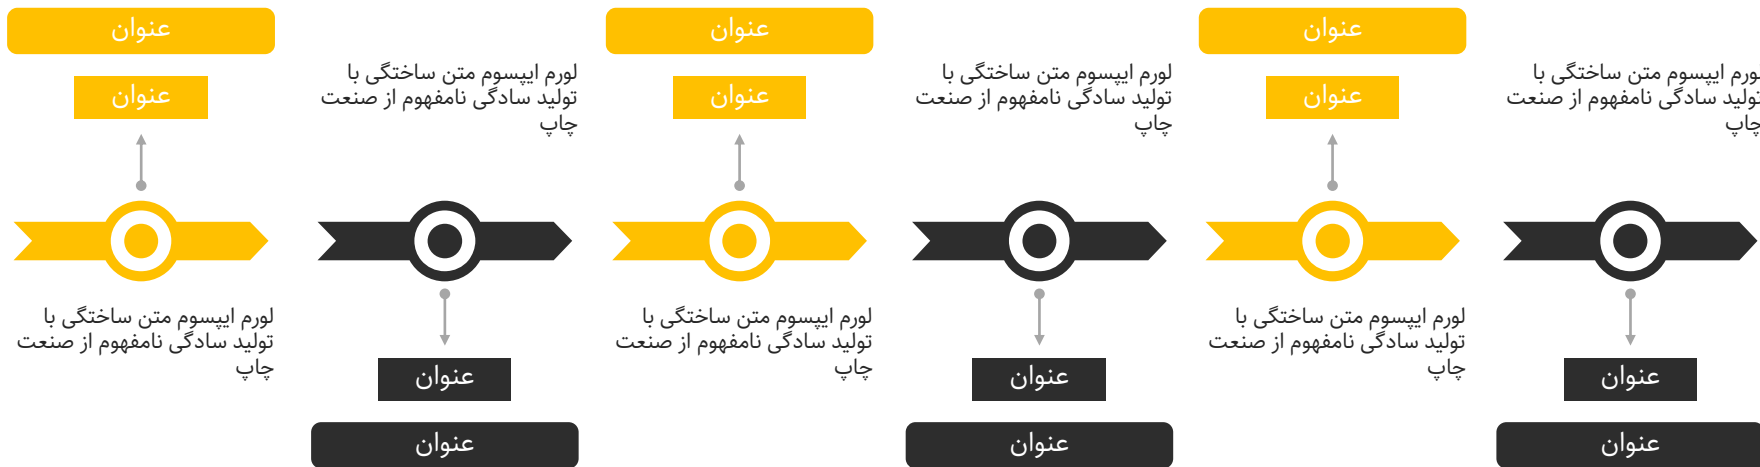 عنوان
عنوان
لورم ایپسوم متن ساختگی با
تولید سادگی نامفهوم از صنعت
چاپ
لورم ایپسوم متن ساختگی با
تولید سادگی نامفهوم از صنعت
چاپ
عنوان
عنوان
عنوان
عنوان
لورم ایپسوم متن ساختگی با
تولید سادگی نامفهوم از صنعت
چاپ
لورم ایپسوم متن ساختگی با
تولید سادگی نامفهوم از صنعت
چاپ
عنوان
عنوان
عنوان
عنوان
لورم ایپسوم متن ساختگی با
تولید سادگی نامفهوم از صنعت
چاپ
لورم ایپسوم متن ساختگی با
تولید سادگی نامفهوم از صنعت
چاپ
عنوان
عنوان